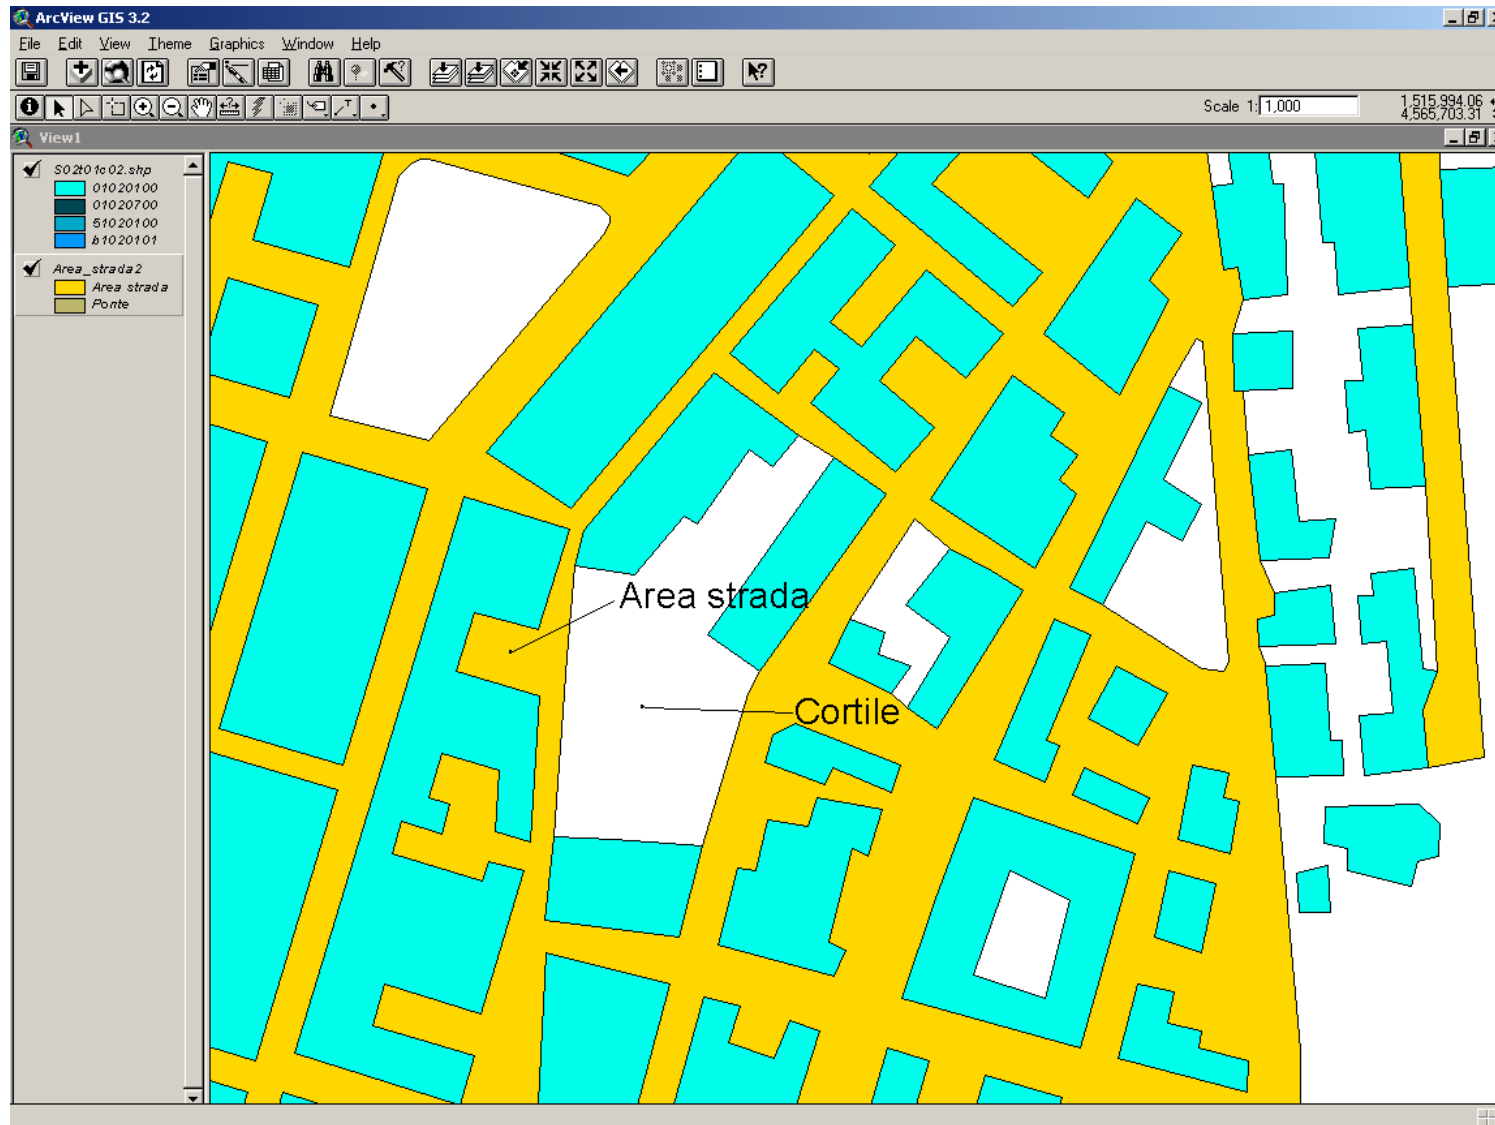 ArcView GIS 3.2
File Edit View Theme Graphics Window Help
Scale 1: 1,000
1,515,994.06
4,565,703.31
View1
S02t01c02.shp
01020100
01020700
51020100
b1020101
Area_strada2
Area strada
Ponte
Area strada
Cortile